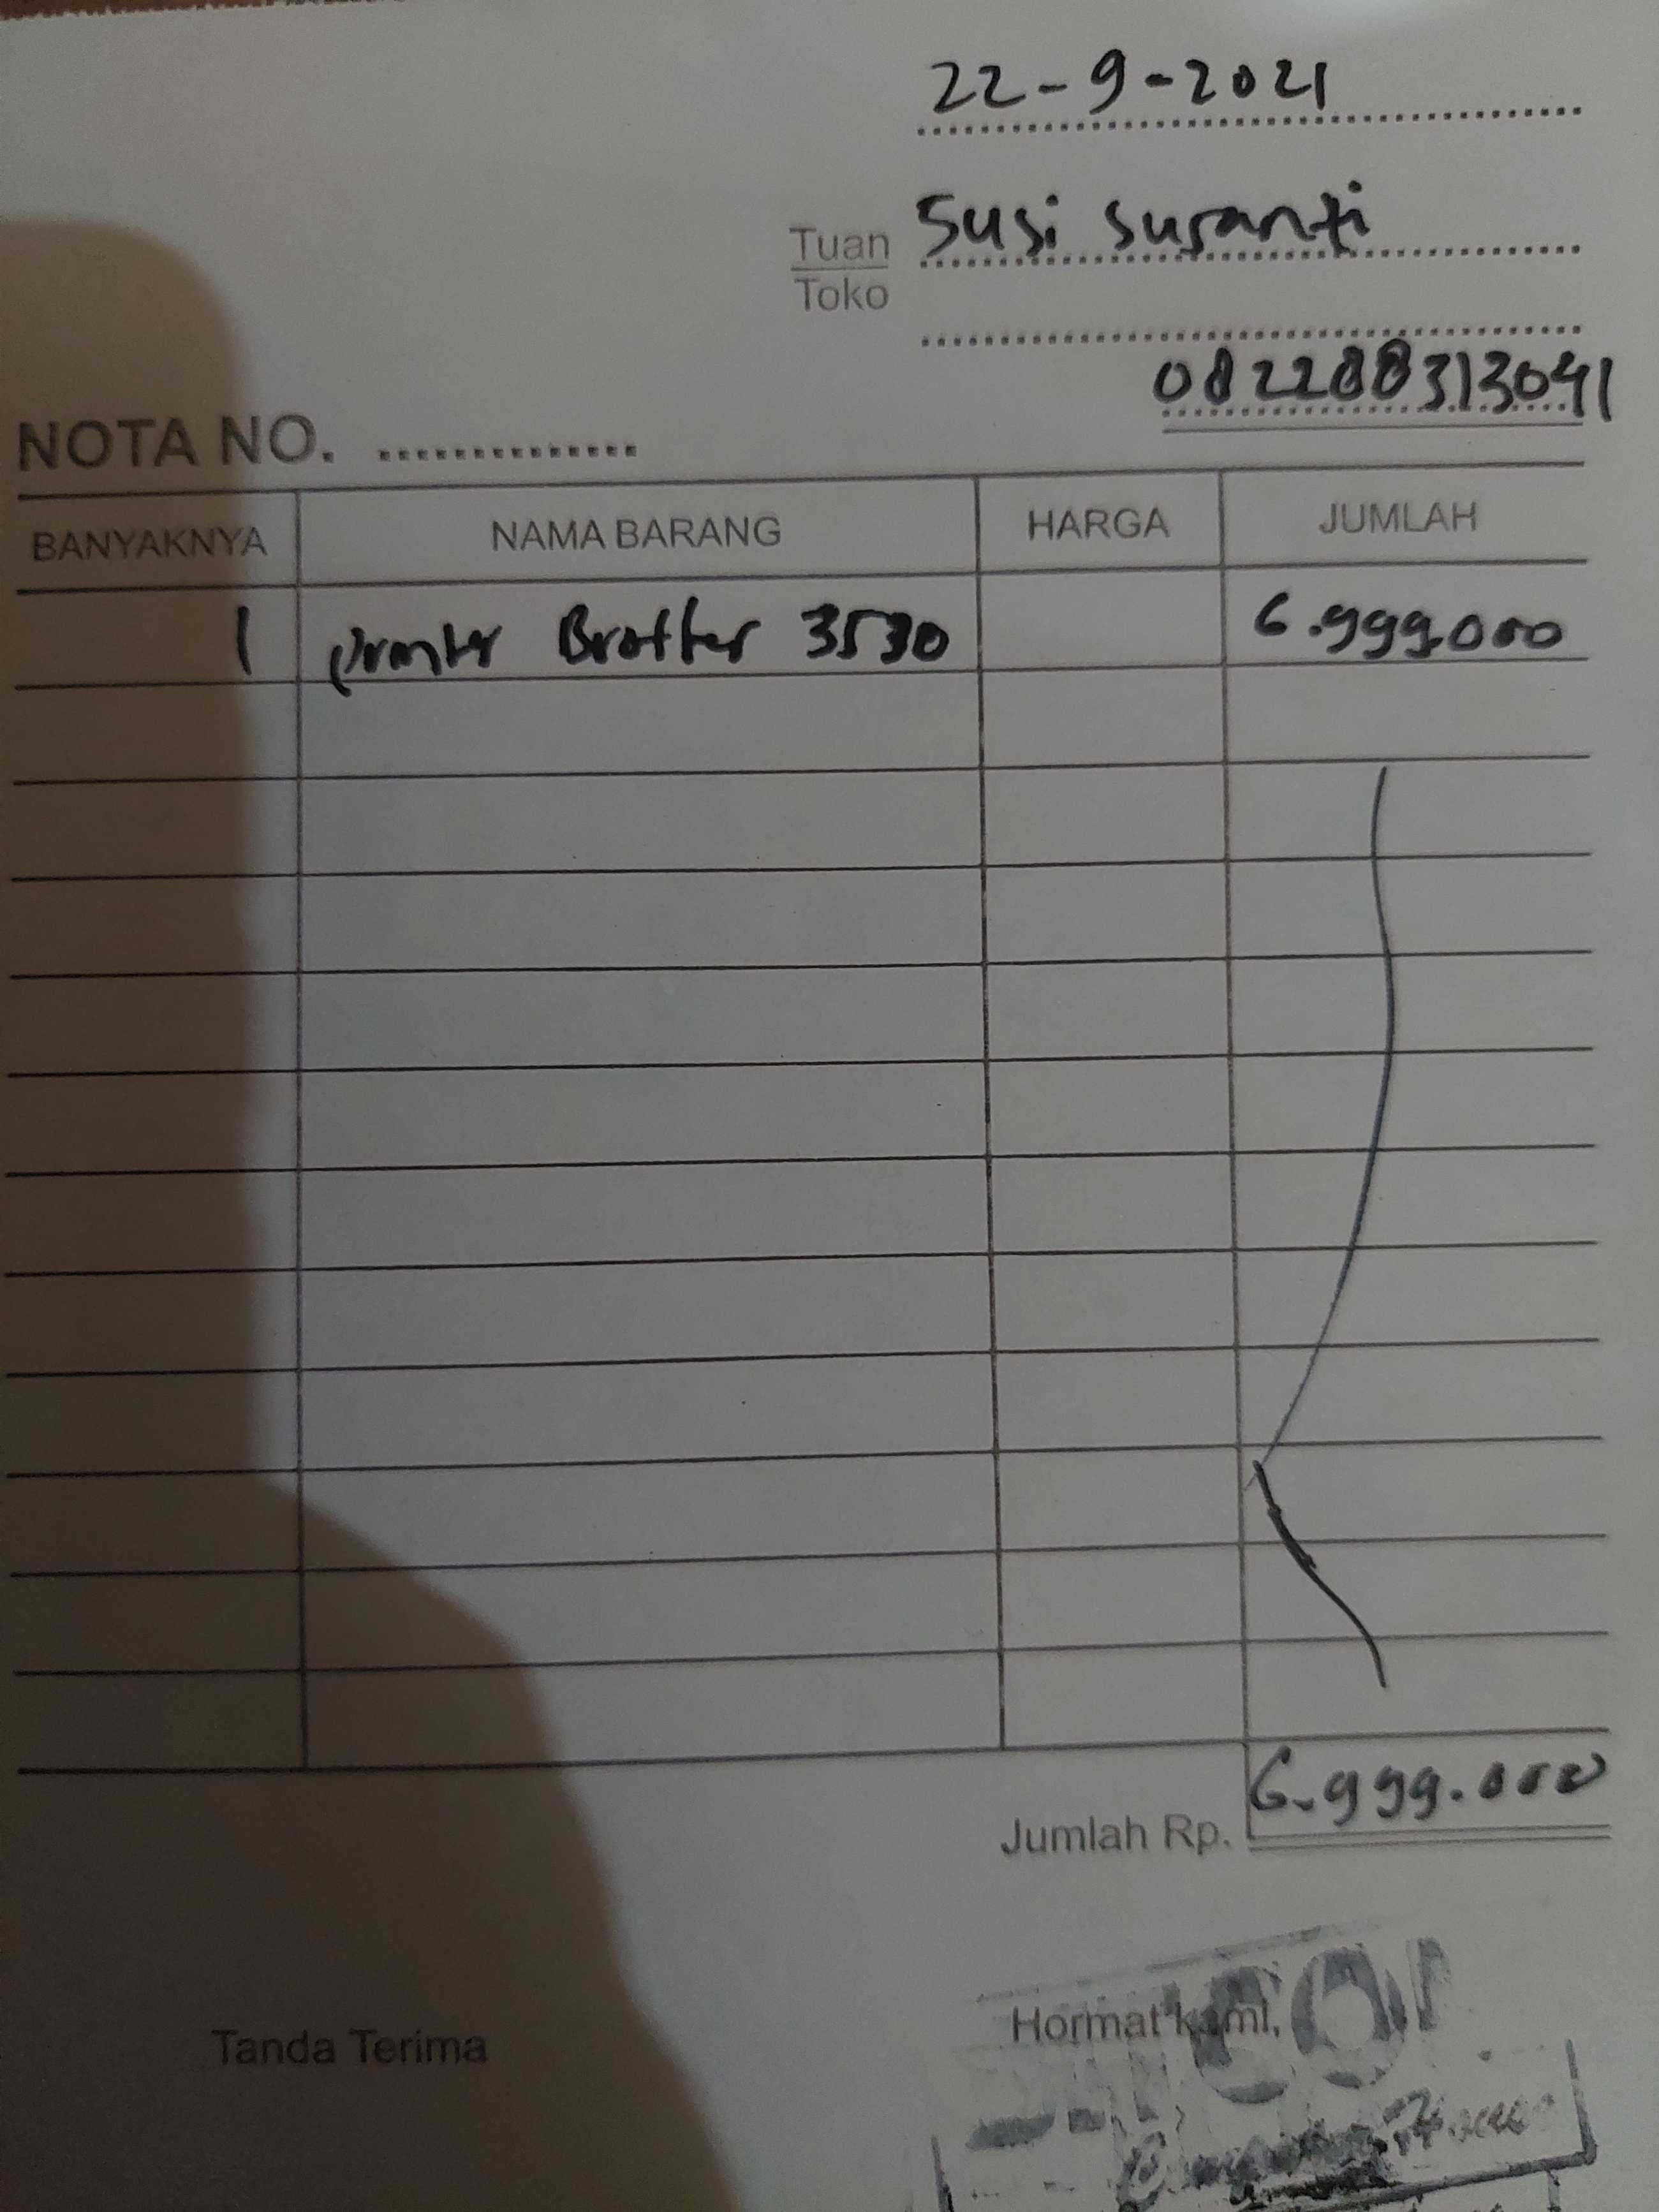 22-9-2021
Tuan Susi Susanti
Toko
082288313041
NOTA NO. ..............
BANYAKNYA NAMA BARANG HARGA JUMLAH
1 printer Brother 3530 6.999.000
Jumlah Rp. 6.999.000
Tanda Terima Hormat kami,